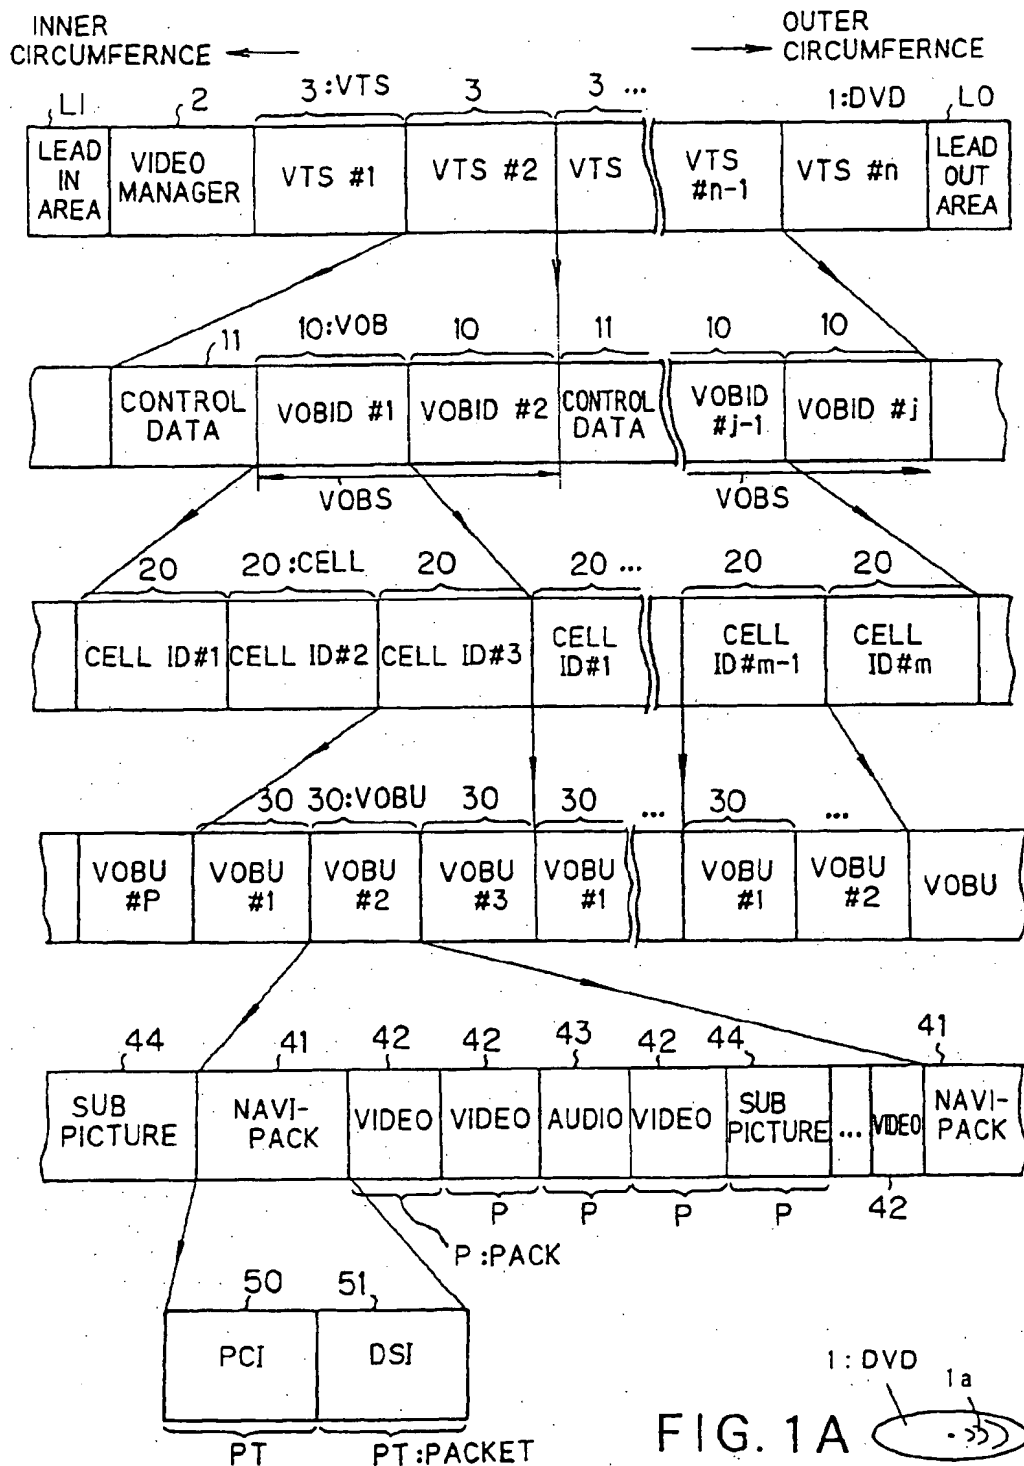 INNER
CIRCUMFERNCE
OUTER
CIRCUMFERNCE
LI 2 3:VTS 3 3 ... 1:DVD LO
LEAD IN AREA
VIDEO MANAGER
VTS #1
VTS #2
VTS
VTS #n-1
VTS #n
LEAD OUT AREA
11 10:VOB 10 11 10 10
CONTROL DATA
VOBID #1
VOBID #2
CONTROL DATA
VOBID #j-1
VOBID #j
VOBS VOBS
20 20:CELL 20 20 ... 20 20
CELL ID#1
CELL ID#2
CELL ID#3
CELL ID#1
CELL ID#m-1
CELL ID#m
30 30:VOBU 30 30 ... 30 ...
VOBU #P
VOBU #1
VOBU #2
VOBU #3
VOBU #1
VOBU #1
VOBU #2
VOBU
44 41 42 42 43 42 44 41
SUB PICTURE
NAVI-PACK
VIDEO
VIDEO
AUDIO
VIDEO
SUB PICTURE
...
VIDEO
NAVI-PACK
P P P P 42
P:PACK
50 51
PCI DSI
PT PT:PACKET
1:DVD 1a
FIG. 1A